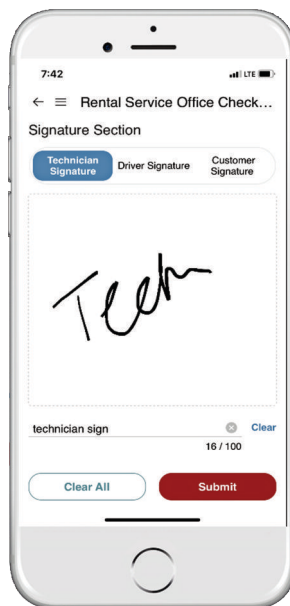 7:42
LTE
Rental Service Office Check...
Signature Section
Technician Signature
Driver Signature
Customer Signature
Tech
technician sign
Clear
16 / 100
Clear All
Submit